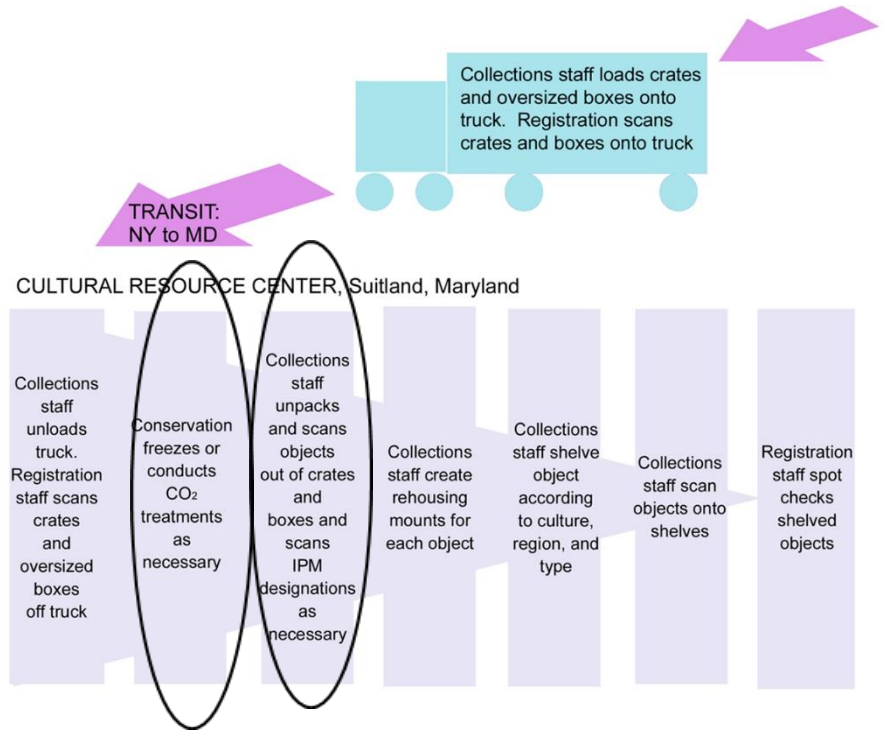 Collections staff loads crates
and oversized boxes onto
truck.  Registration scans
crates and boxes onto truck
TRANSIT:
NY to MD
CULTURAL RESOURCE CENTER, Suitland, Maryland
Collections
staff
unloads
truck.
Registration
staff scans
crates
and
oversized
boxes
off truck
Conservation
freezes or
conducts
CO₂
treatments
as
necessary
Collections
staff
unpacks
and scans
objects
out of crates
and
boxes and
scans
IPM
designations
as
necessary
Collections
staff create
rehousing
mounts for
each object
Collections
staff shelve
object
according
to culture,
region, and
type
Collections
staff scan
objects onto
shelves
Registration
staff spot
checks
shelved
objects